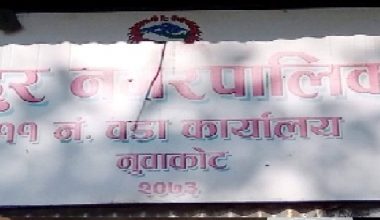 दुर नगरपालिका
११ नं. वडा कार्यालय
नुवाकोट
२०७३